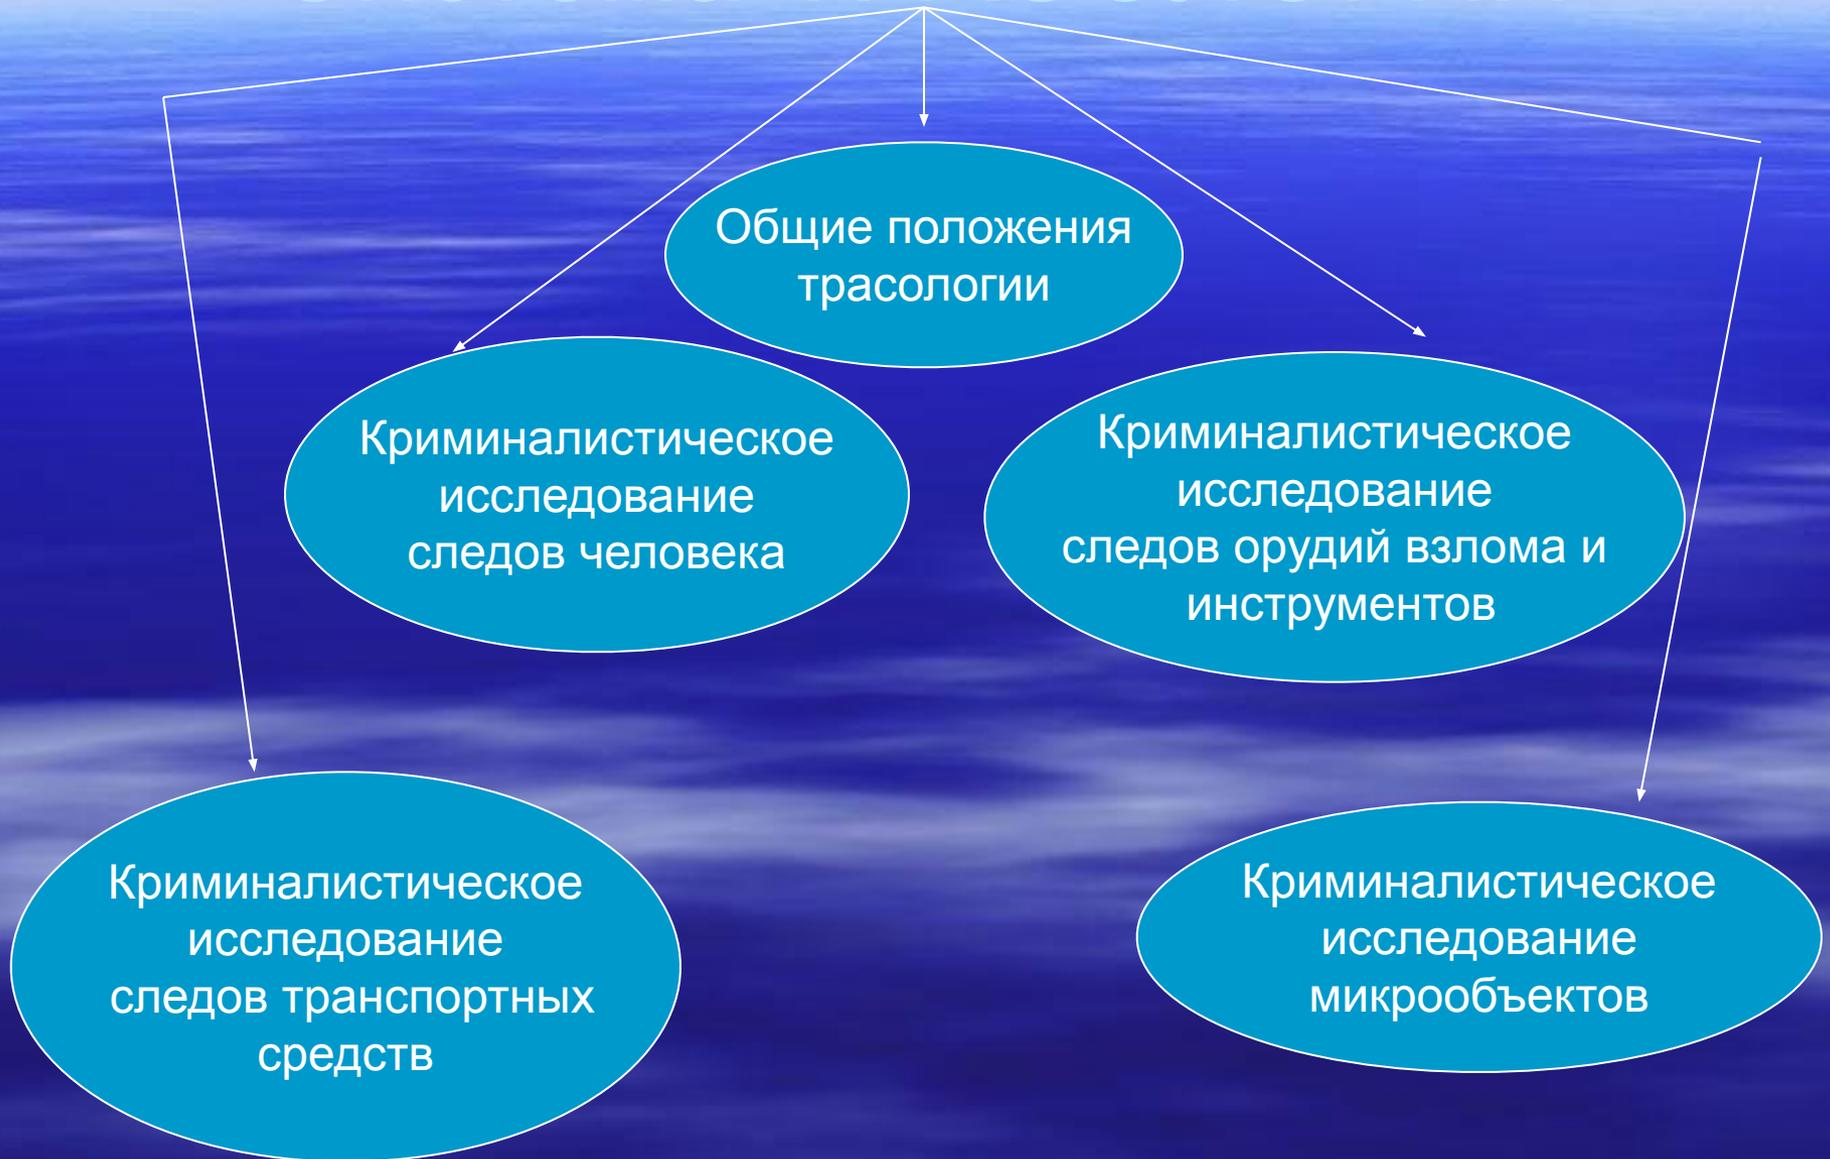 Общие положения
трасологии
Криминалистическое
исследование
следов человека
Криминалистическое
исследование
следов орудий взлома и
инструментов
Криминалистическое
исследование
следов транспортных
средств
Криминалистическое
исследование
микрообъектов